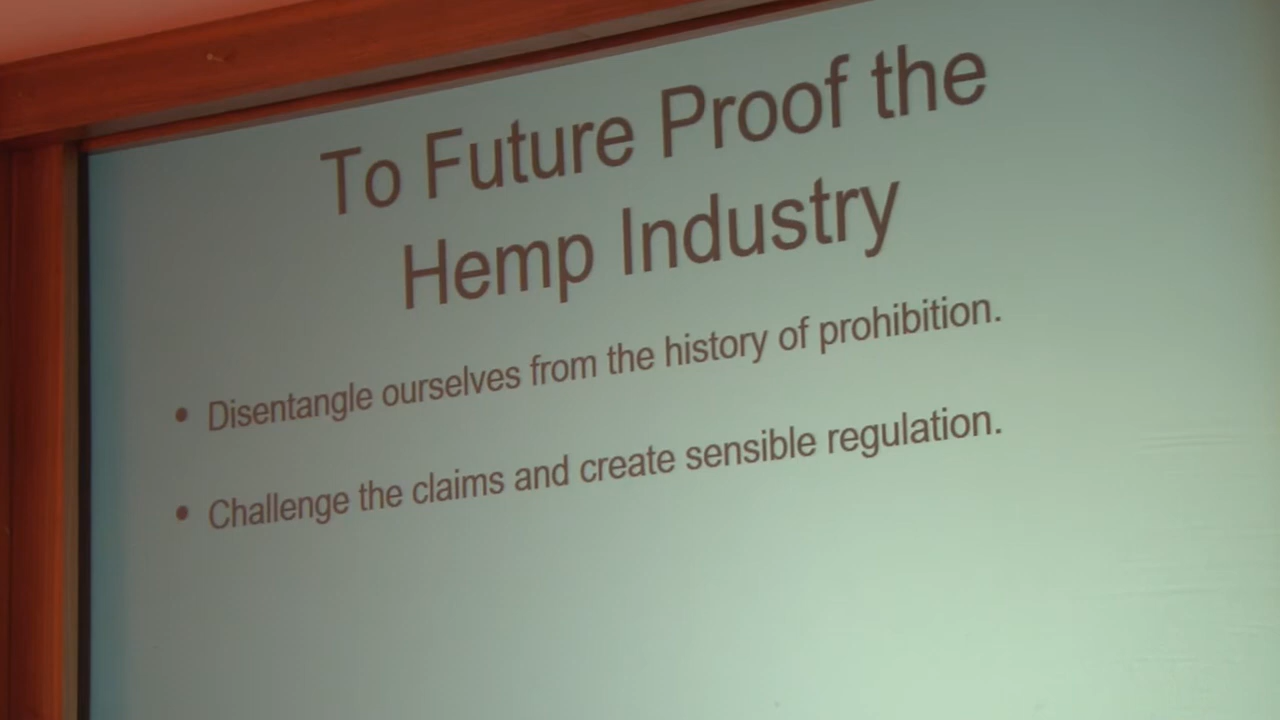 To Future Proof the
Hemp Industry
• Disentangle ourselves from the history of prohibition.
• Challenge the claims and create sensible regulation.